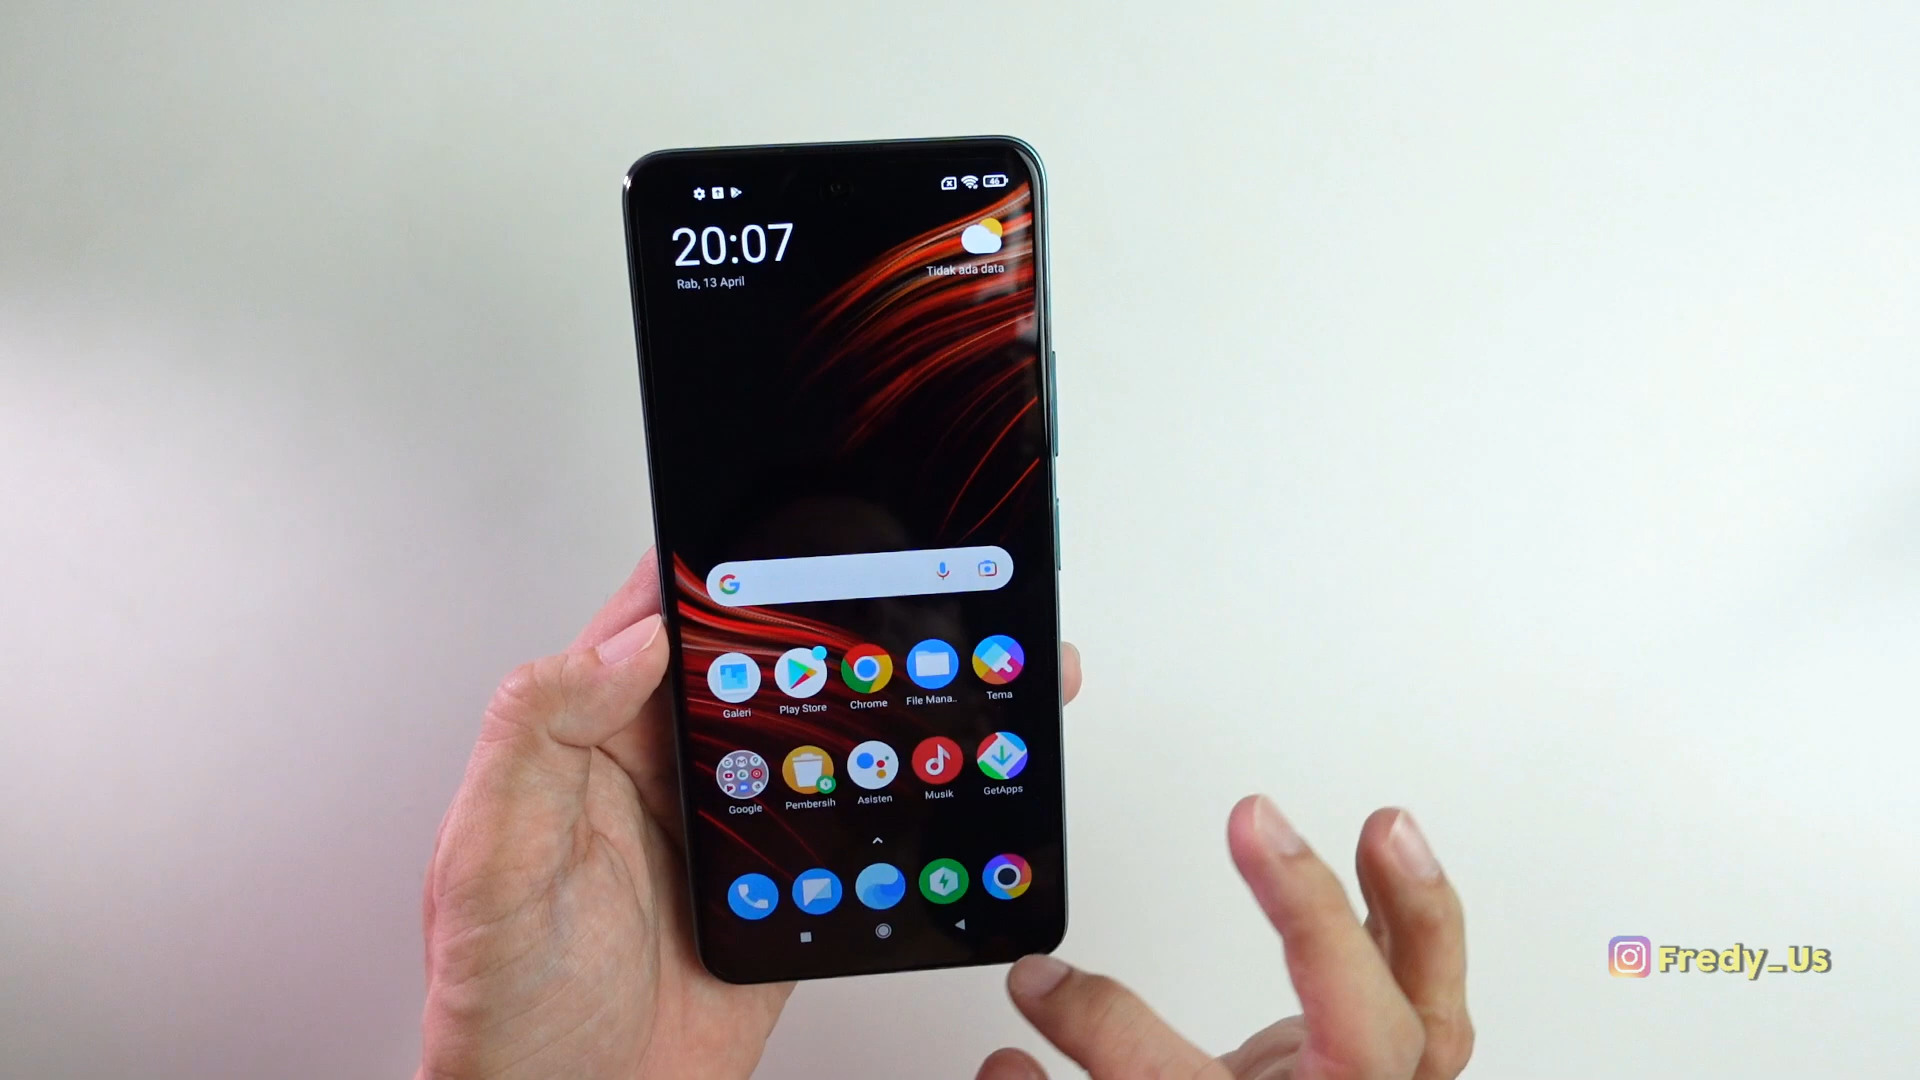 46
20:07
Rab, 13 April
Tidak ada data
Galeri
Play Store
Chrome
File Mana..
Tema
Google
Pembersih
Asisten
Musik
GetApps
Fredy_Us